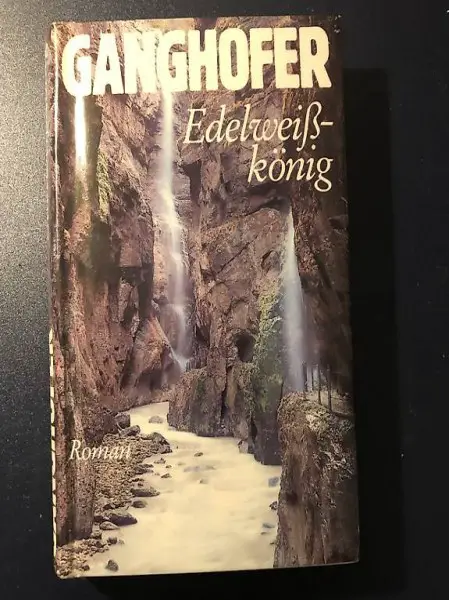 GANGHOFER
Edelweiß-
könig
Roman